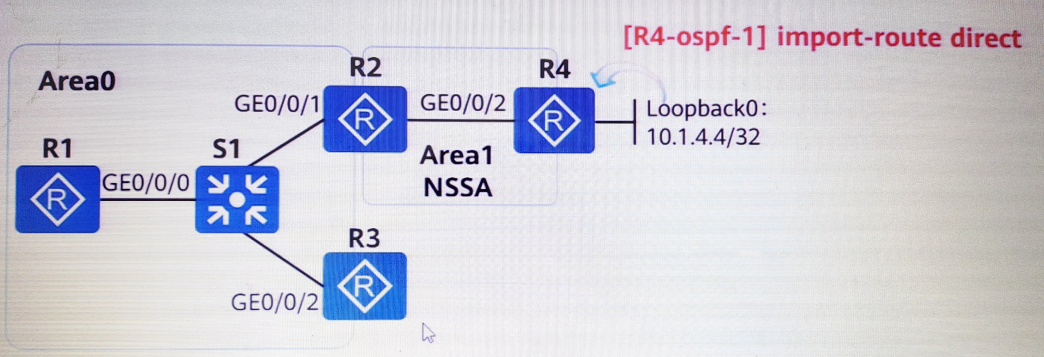 [R4-ospf-1] import-route direct
Area0
R2
R4
GE0/0/1
GE0/0/2
Loopback0:
10.1.4.4/32
R1
S1
Area1
NSSA
GE0/0/0
R3
GE0/0/2
R
R
R
R